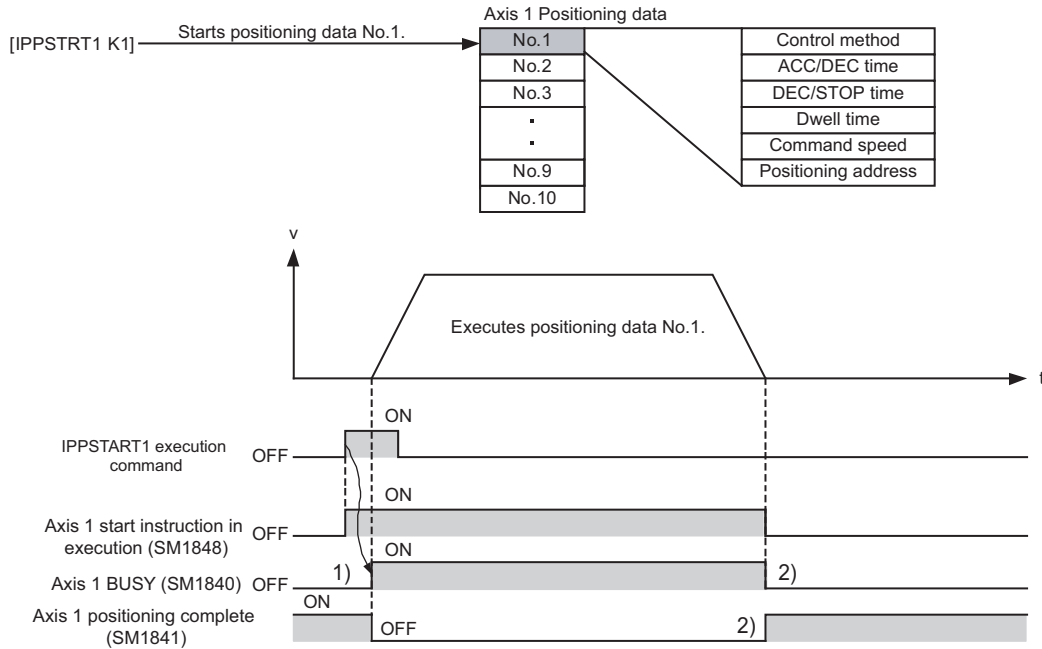 Axis 1 Positioning data
[IPPSTRT1 K1]
Starts positioning data No.1.
No.1
No.2
No.3
.
.
No.9
No.10
Control method
ACC/DEC time
DEC/STOP time
Dwell time
Command speed
Positioning address
v
Executes positioning data No.1.
t
ON
IPPSTART1 execution
command
OFF
ON
Axis 1 start instruction in
execution (SM1848)
OFF
ON
Axis 1 BUSY (SM1840)
OFF
1)
2)
ON
Axis 1 positioning complete
(SM1841)
OFF
2)